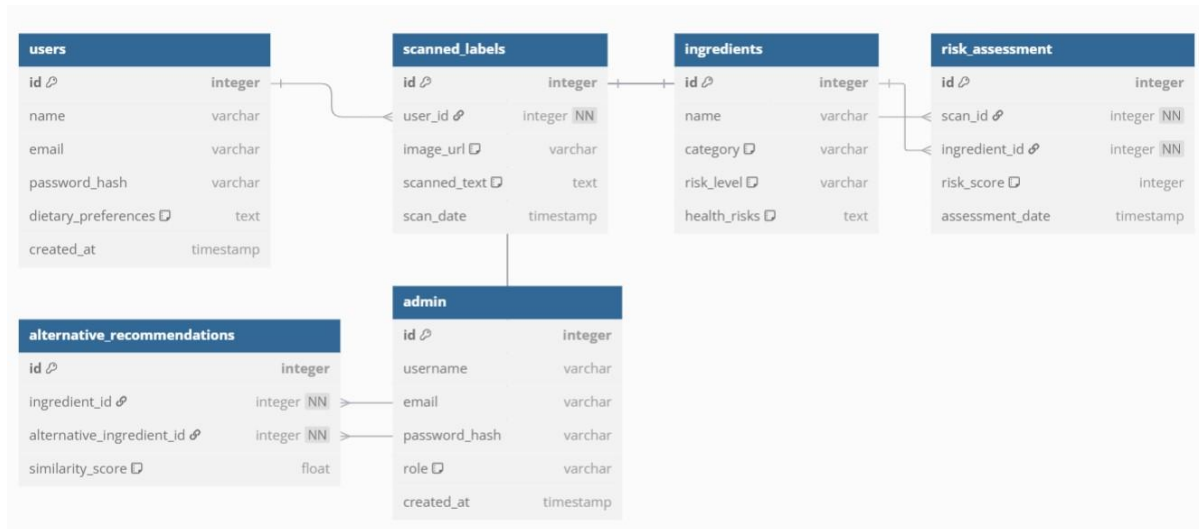 users
id integer
name varchar
email varchar
password_hash varchar
dietary_preferences text
created_at timestamp
scanned_labels
id integer
user_id integer NN
image_url varchar
scanned_text text
scan_date timestamp
ingredients
id integer
name varchar
category varchar
risk_level varchar
health_risks text
risk_assessment
id integer
scan_id integer NN
ingredient_id integer NN
risk_score integer
assessment_date timestamp
alternative_recommendations
id integer
ingredient_id integer NN
alternative_ingredient_id integer NN
similarity_score float
admin
id integer
username varchar
email varchar
password_hash varchar
role varchar
created_at timestamp